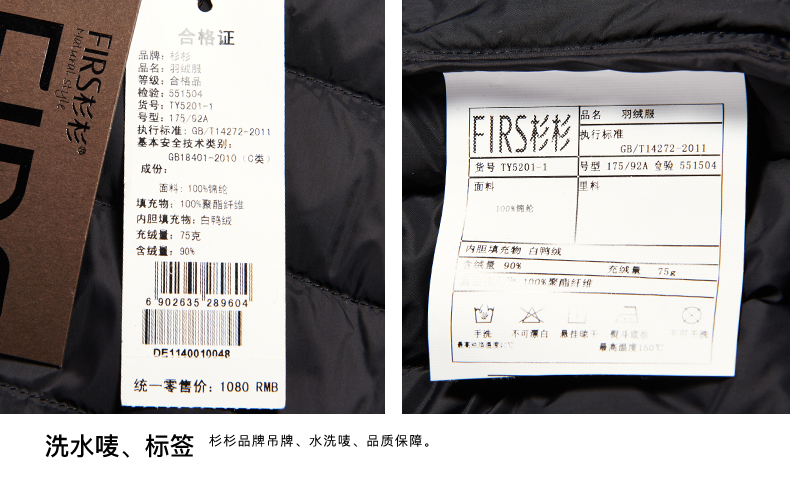 FIRS杉杉®
Natural style
合格证
品牌：杉杉
品名：羽绒服
等级：合格品
检验：551504
货号：TY5201-1
号型：175/92A
执行标准：GB/T14272-2011
基本安全技术类别：
GB18401-2010（C类）
成份：
面料：100%锦纶
填充物：100%聚酯纤维
内胆填充物：白鸭绒
充绒量：75克
含绒量：90%
6 902635 289604
DE1140010048
统一零售价：1080 RMB
FIRS杉杉
品名 羽绒服
执行标准
GB/T14272-2011
货号 TY5201-1
号型 175/92A 检验 551504
面料
里料
100%锦纶
内胆填充物 白鸭绒
含绒量 90%
充绒量 75g
100%聚酯纤维
手洗
不可漂白
最高温度150℃
洗水唛、标签
杉杉品牌吊牌、水洗唛、品质保障。